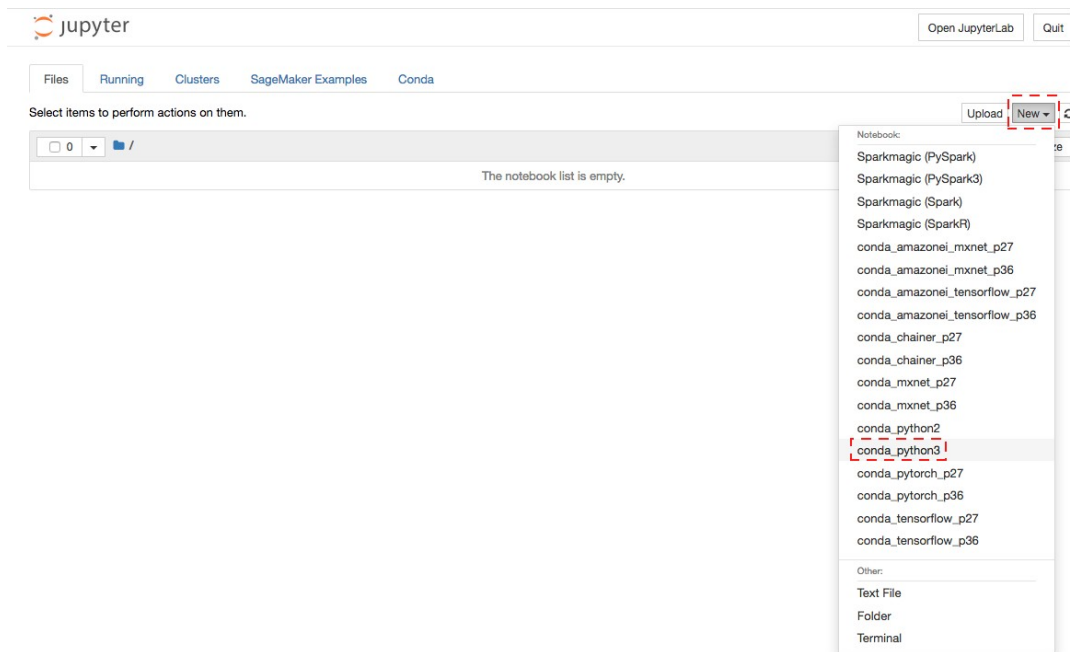 jupyter
Open JupyterLab
Quit
Files Running Clusters SageMaker Examples Conda
Select items to perform actions on them.
Upload New
0 /
The notebook list is empty.
Notebook:
Sparkmagic (PySpark)
Sparkmagic (PySpark3)
Sparkmagic (Spark)
Sparkmagic (SparkR)
conda_amazonei_mxnet_p27
conda_amazonei_mxnet_p36
conda_amazonei_tensorflow_p27
conda_amazonei_tensorflow_p36
conda_chainer_p27
conda_chainer_p36
conda_mxnet_p27
conda_mxnet_p36
conda_python2
conda_python3
conda_pytorch_p27
conda_pytorch_p36
conda_tensorflow_p27
conda_tensorflow_p36
Other:
Text File
Folder
Terminal